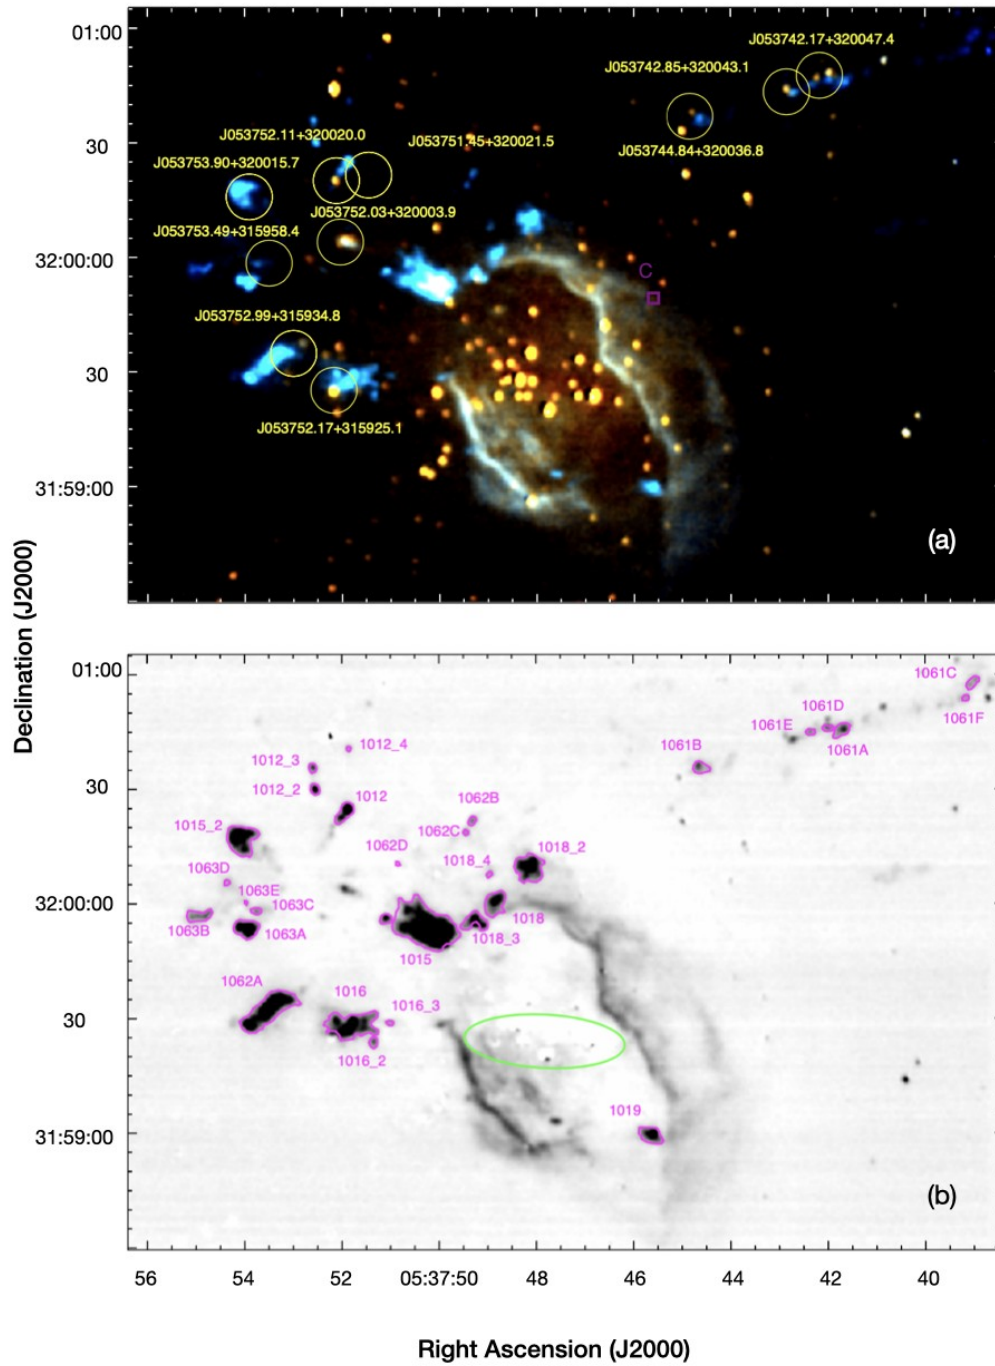 01:00
J053742.17+320047.4
J053742.85+320043.1
30
J053752.11+320020.0
J053751.45+320021.5
J053744.84+320036.8
J053753.90+320015.7
J053752.03+320003.9
J053753.49+315958.4
32:00:00
C
J053752.99+315934.8
30
J053752.17+315925.1
31:59:00
(a)
Declination (J2000)
01:00
1061C
1061D
1061E
1061F
1012_4
1061A
1012_3
1061B
30
1012_2
1012
1062B
1015_2
1062C
1062D
1018_2
1018_4
1063D
1063E
32:00:00
1063C
1018
1063B
1063A
1018_3
1015
1062A
1016
1016_3
30
1016_2
1019
31:59:00
(b)
56
54
52
05:37:50
48
46
44
42
40
Right Ascension (J2000)